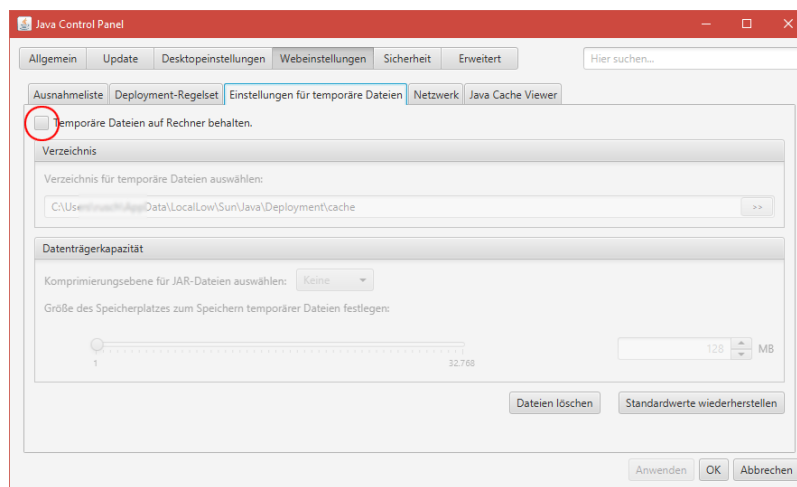 Java Control Panel
Allgemein Update Desktopeinstellungen Webeinstellungen Sicherheit Erweitert Hier suchen...
Ausnahmeliste Deployment-Regelset Einstellungen für temporäre Dateien Netzwerk Java Cache Viewer
Temporäre Dateien auf Rechner behalten.
Verzeichnis
Verzeichnis für temporäre Dateien auswählen:
C:\Use Data\LocalLow\Sun\Java\Deployment\cache >>
Datenträgerkapazität
Komprimierungsebene für JAR-Dateien auswählen: Keine
Größe des Speicherplatzes zum Speichern temporärer Dateien festlegen:
128 MB
1 32.768
Dateien löschen Standardwerte wiederherstellen
Anwenden OK Abbrechen